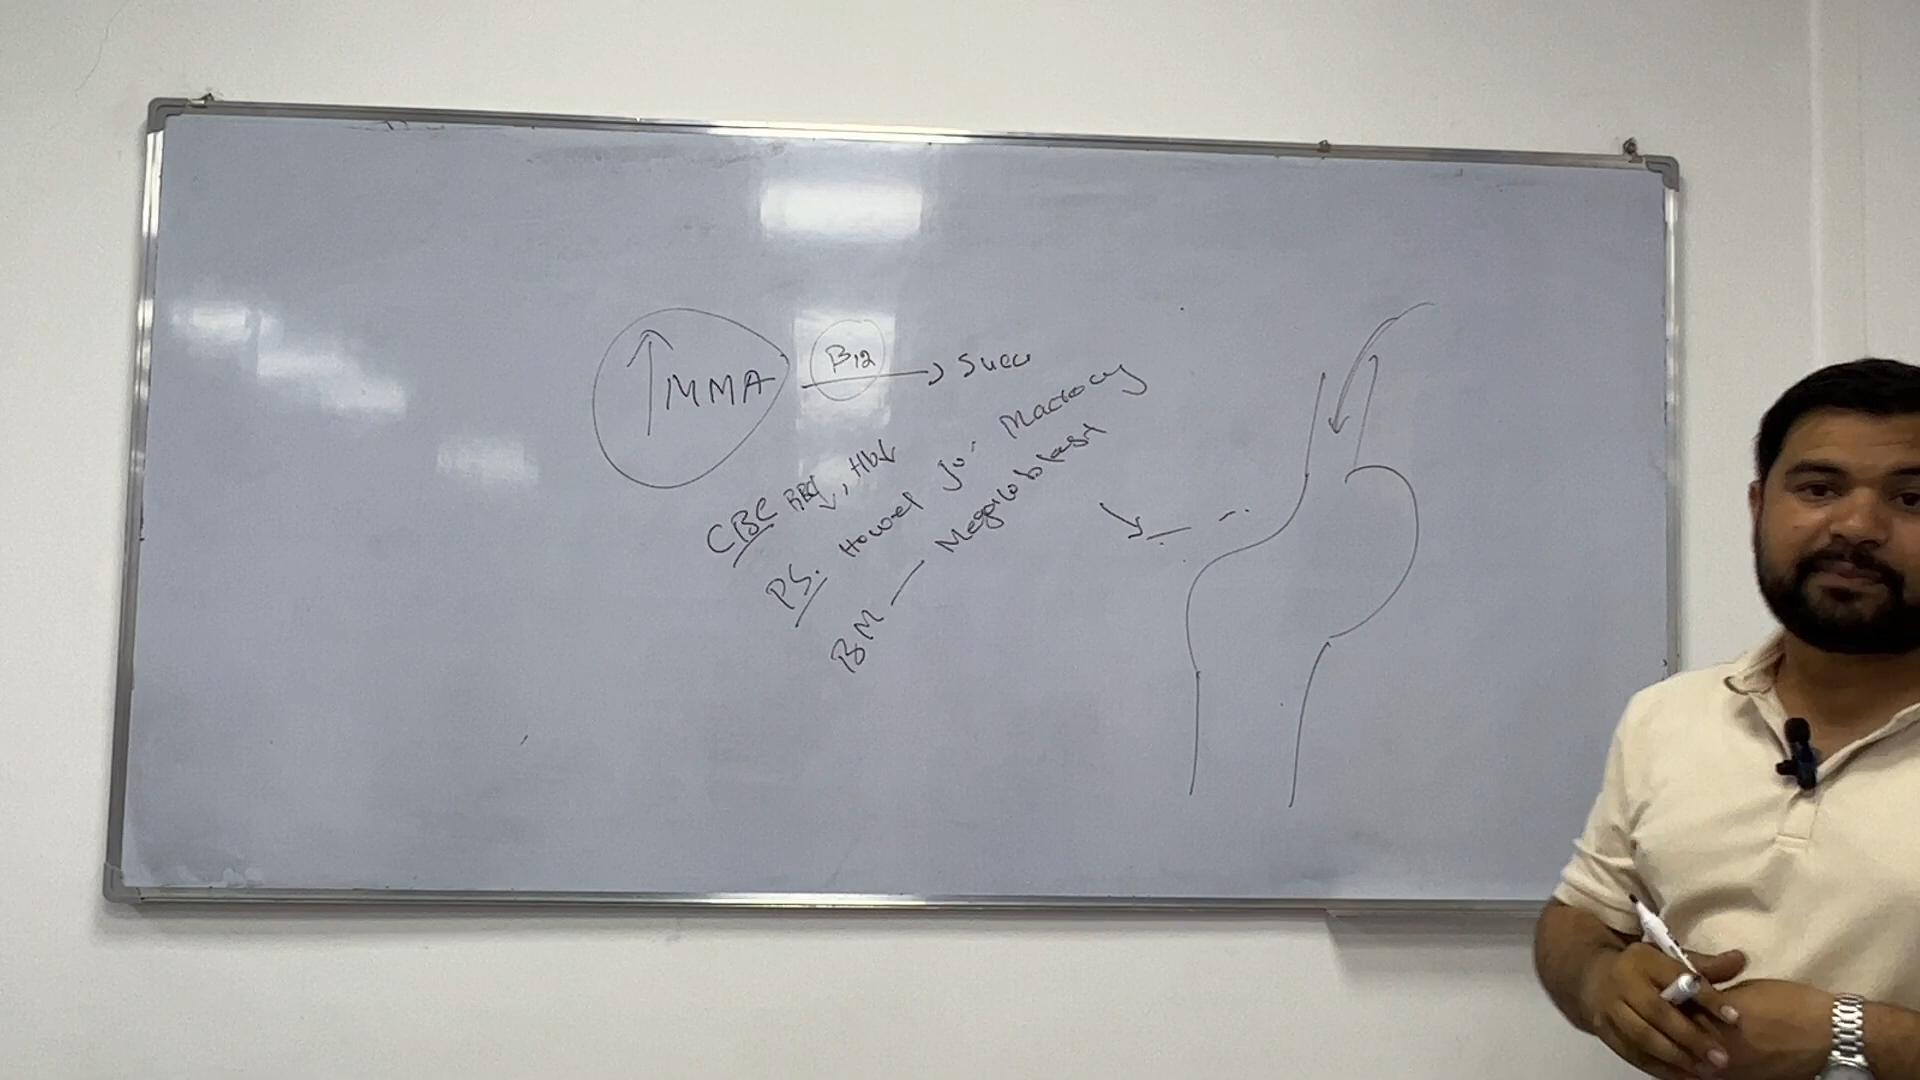 ↑MMA B12 → Succ
CBC RBC↓, Hb↓
PS. Howel Jo. Macrocy
BM — Megaloblast